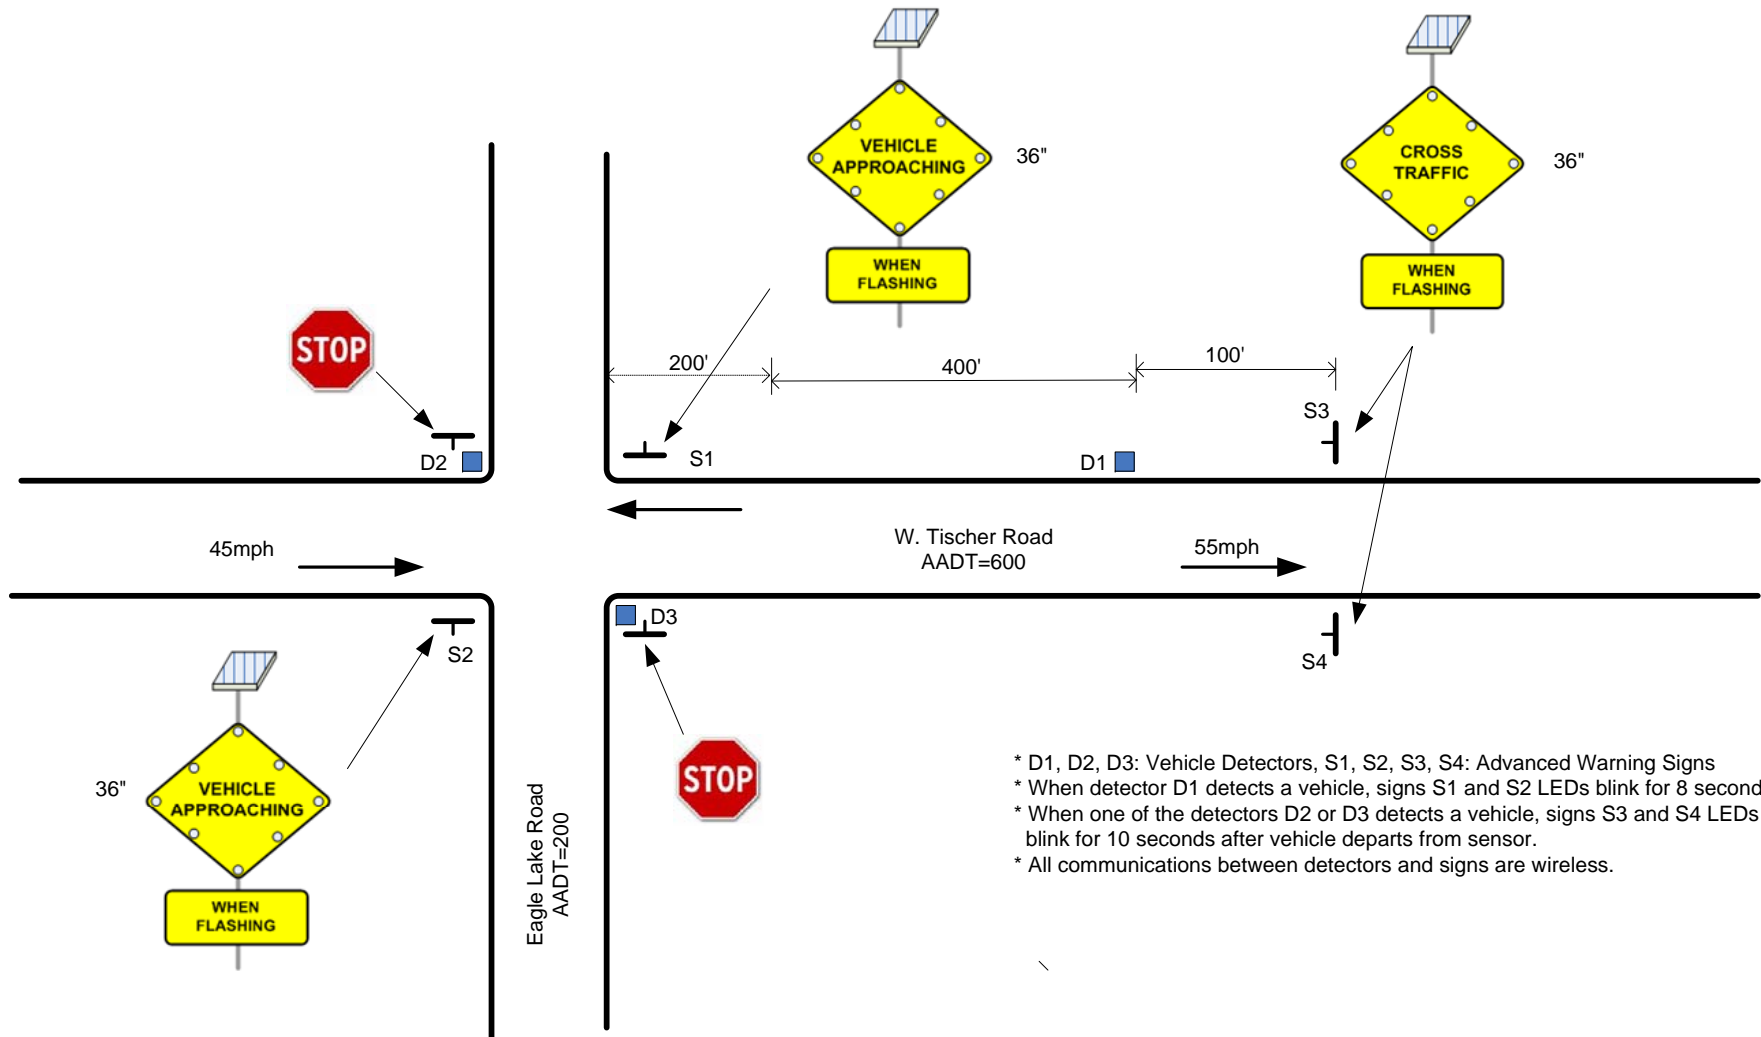 VEHICLE
APPROACHING
36"
WHEN
FLASHING
CROSS
TRAFFIC
36"
WHEN
FLASHING
STOP
200'
400'
100'
S3
D2
S1
D1
45mph
W. Tischer Road
AADT=600
55mph
D3
S2
S4
36"
VEHICLE
APPROACHING
WHEN
FLASHING
STOP
Eagle Lake Road
AADT=200
* D1, D2, D3: Vehicle Detectors, S1, S2, S3, S4: Advanced Warning Signs
* When detector D1 detects a vehicle, signs S1 and S2 LEDs blink for 8 second
* When one of the detectors D2 or D3 detects a vehicle, signs S3 and S4 LEDs
blink for 10 seconds after vehicle departs from sensor.
* All communications between detectors and signs are wireless.